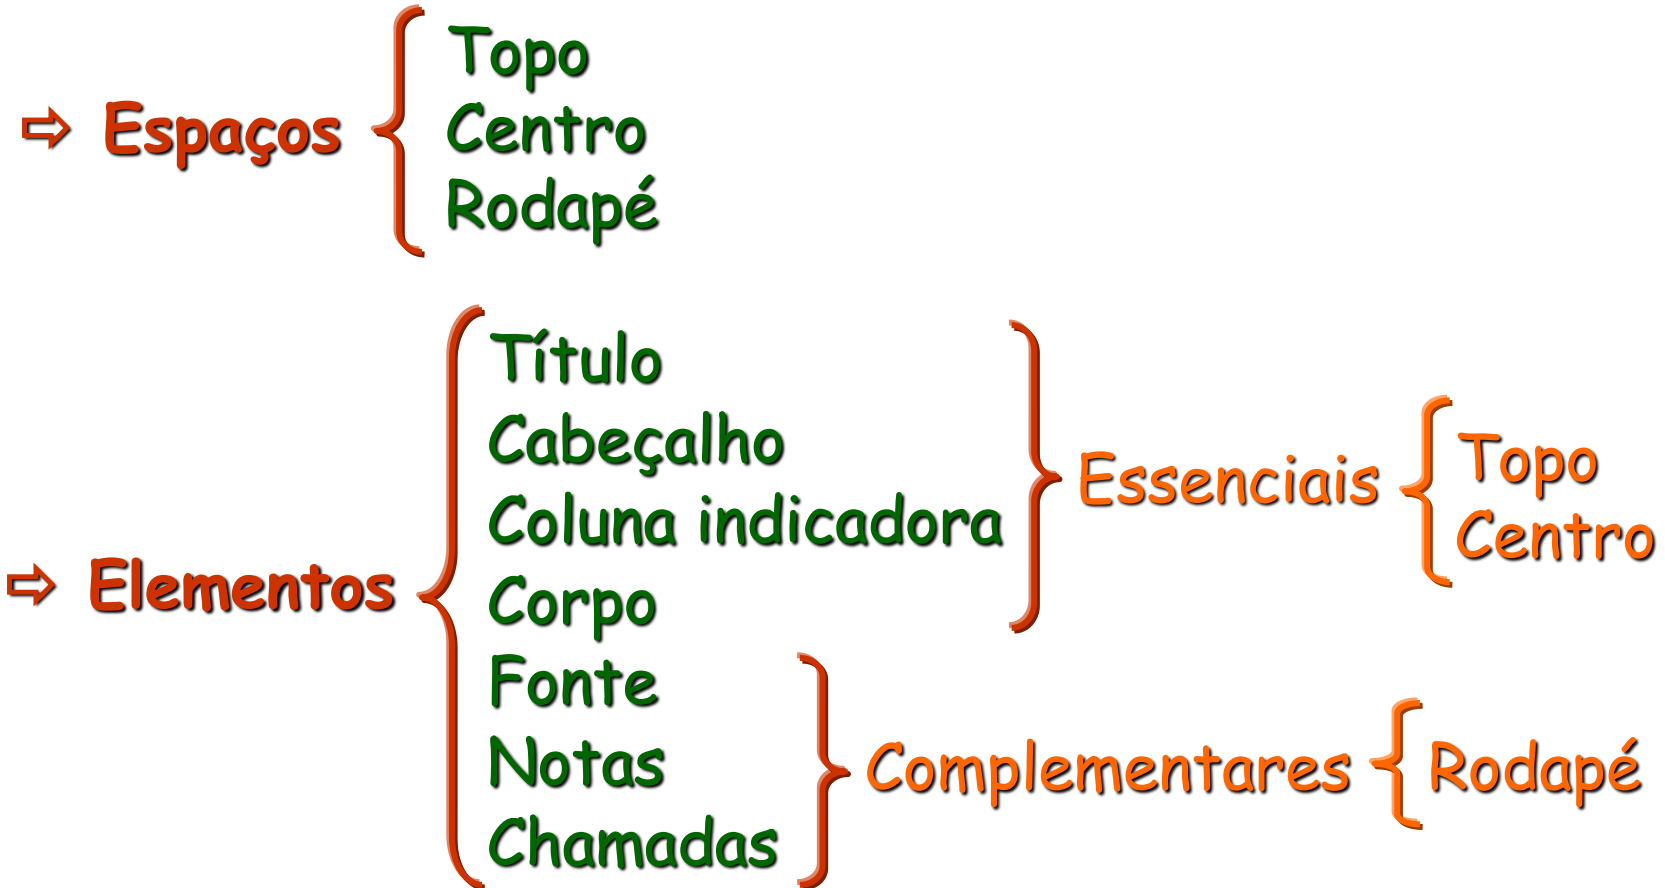 ⇨ Espaços
Topo
Centro
Rodapé
⇨ Elementos
Título
Cabeçalho
Coluna indicadora
Corpo
Fonte
Notas
Chamadas
Essenciais
Topo
Centro
Complementares
Rodapé